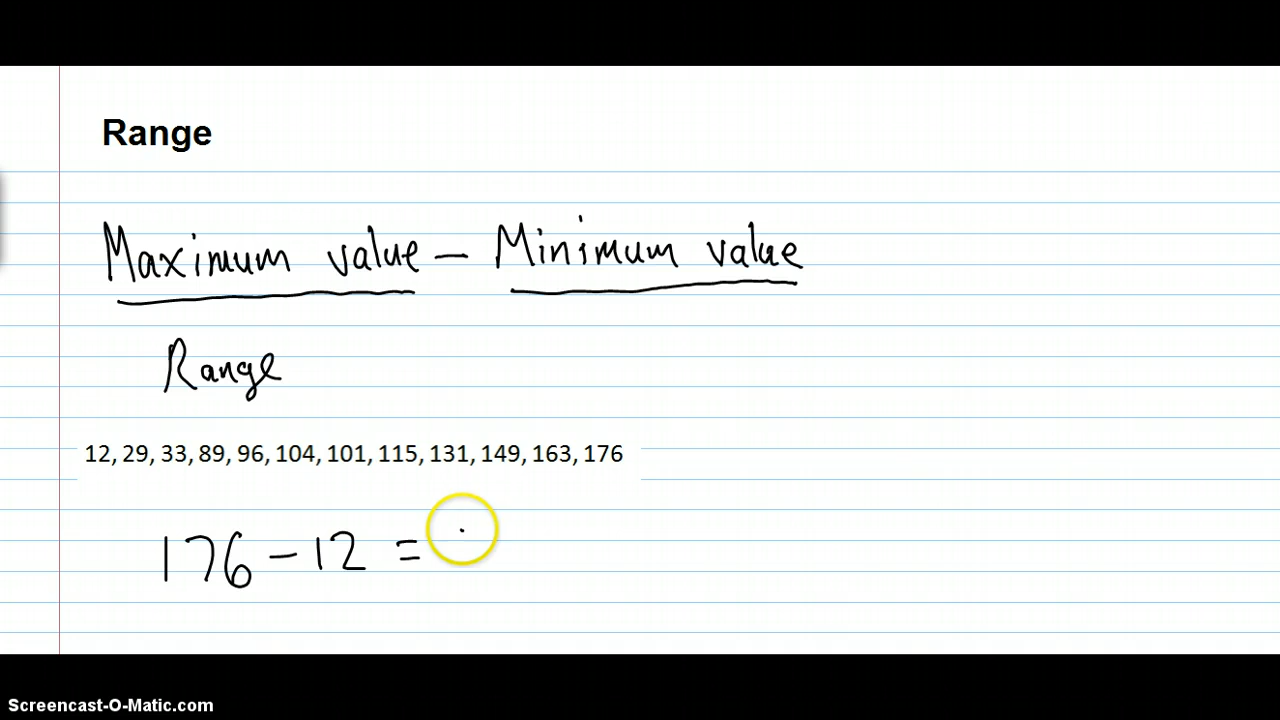 Range
Maximum value – Minimum value
Range
12, 29, 33, 89, 96, 104, 101, 115, 131, 149, 163, 176
176 – 12 =
Screencast-O-Matic.com